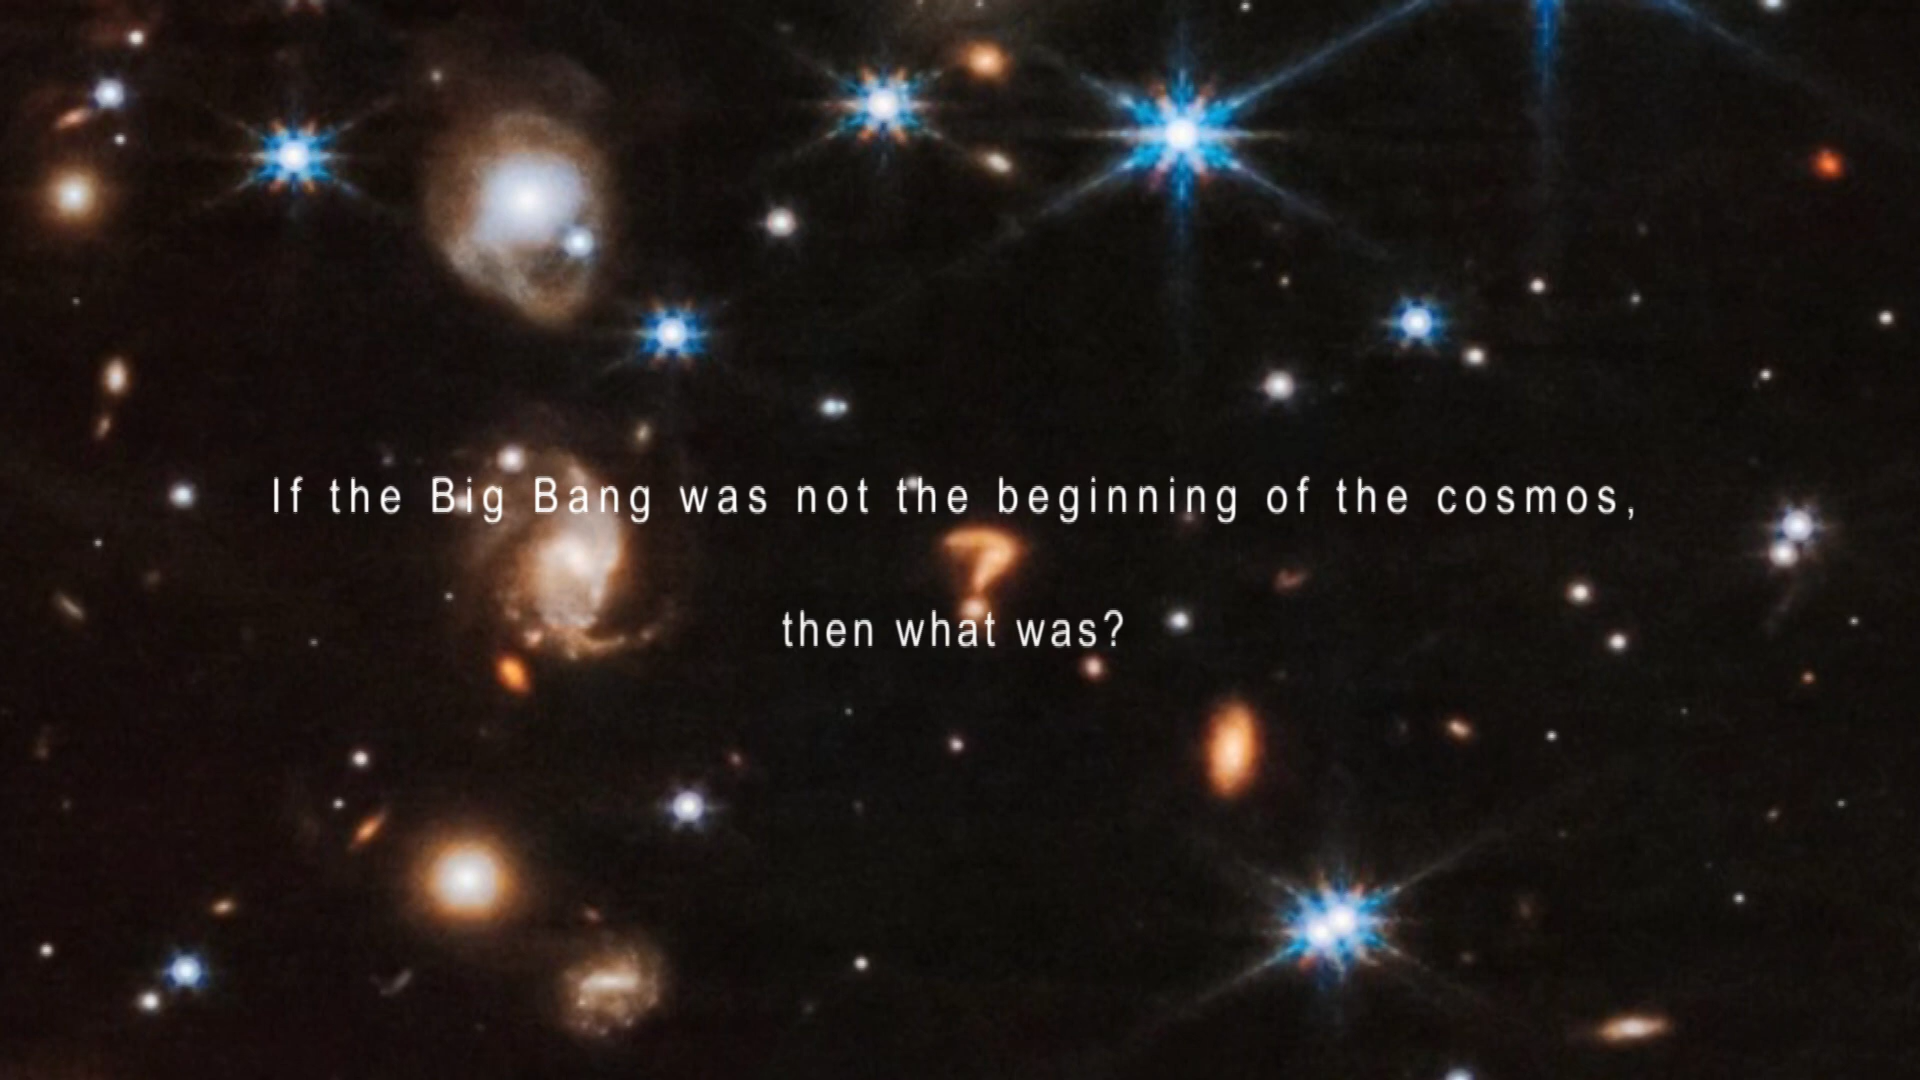 If the Big Bang was not the beginning of the cosmos,
then what was?